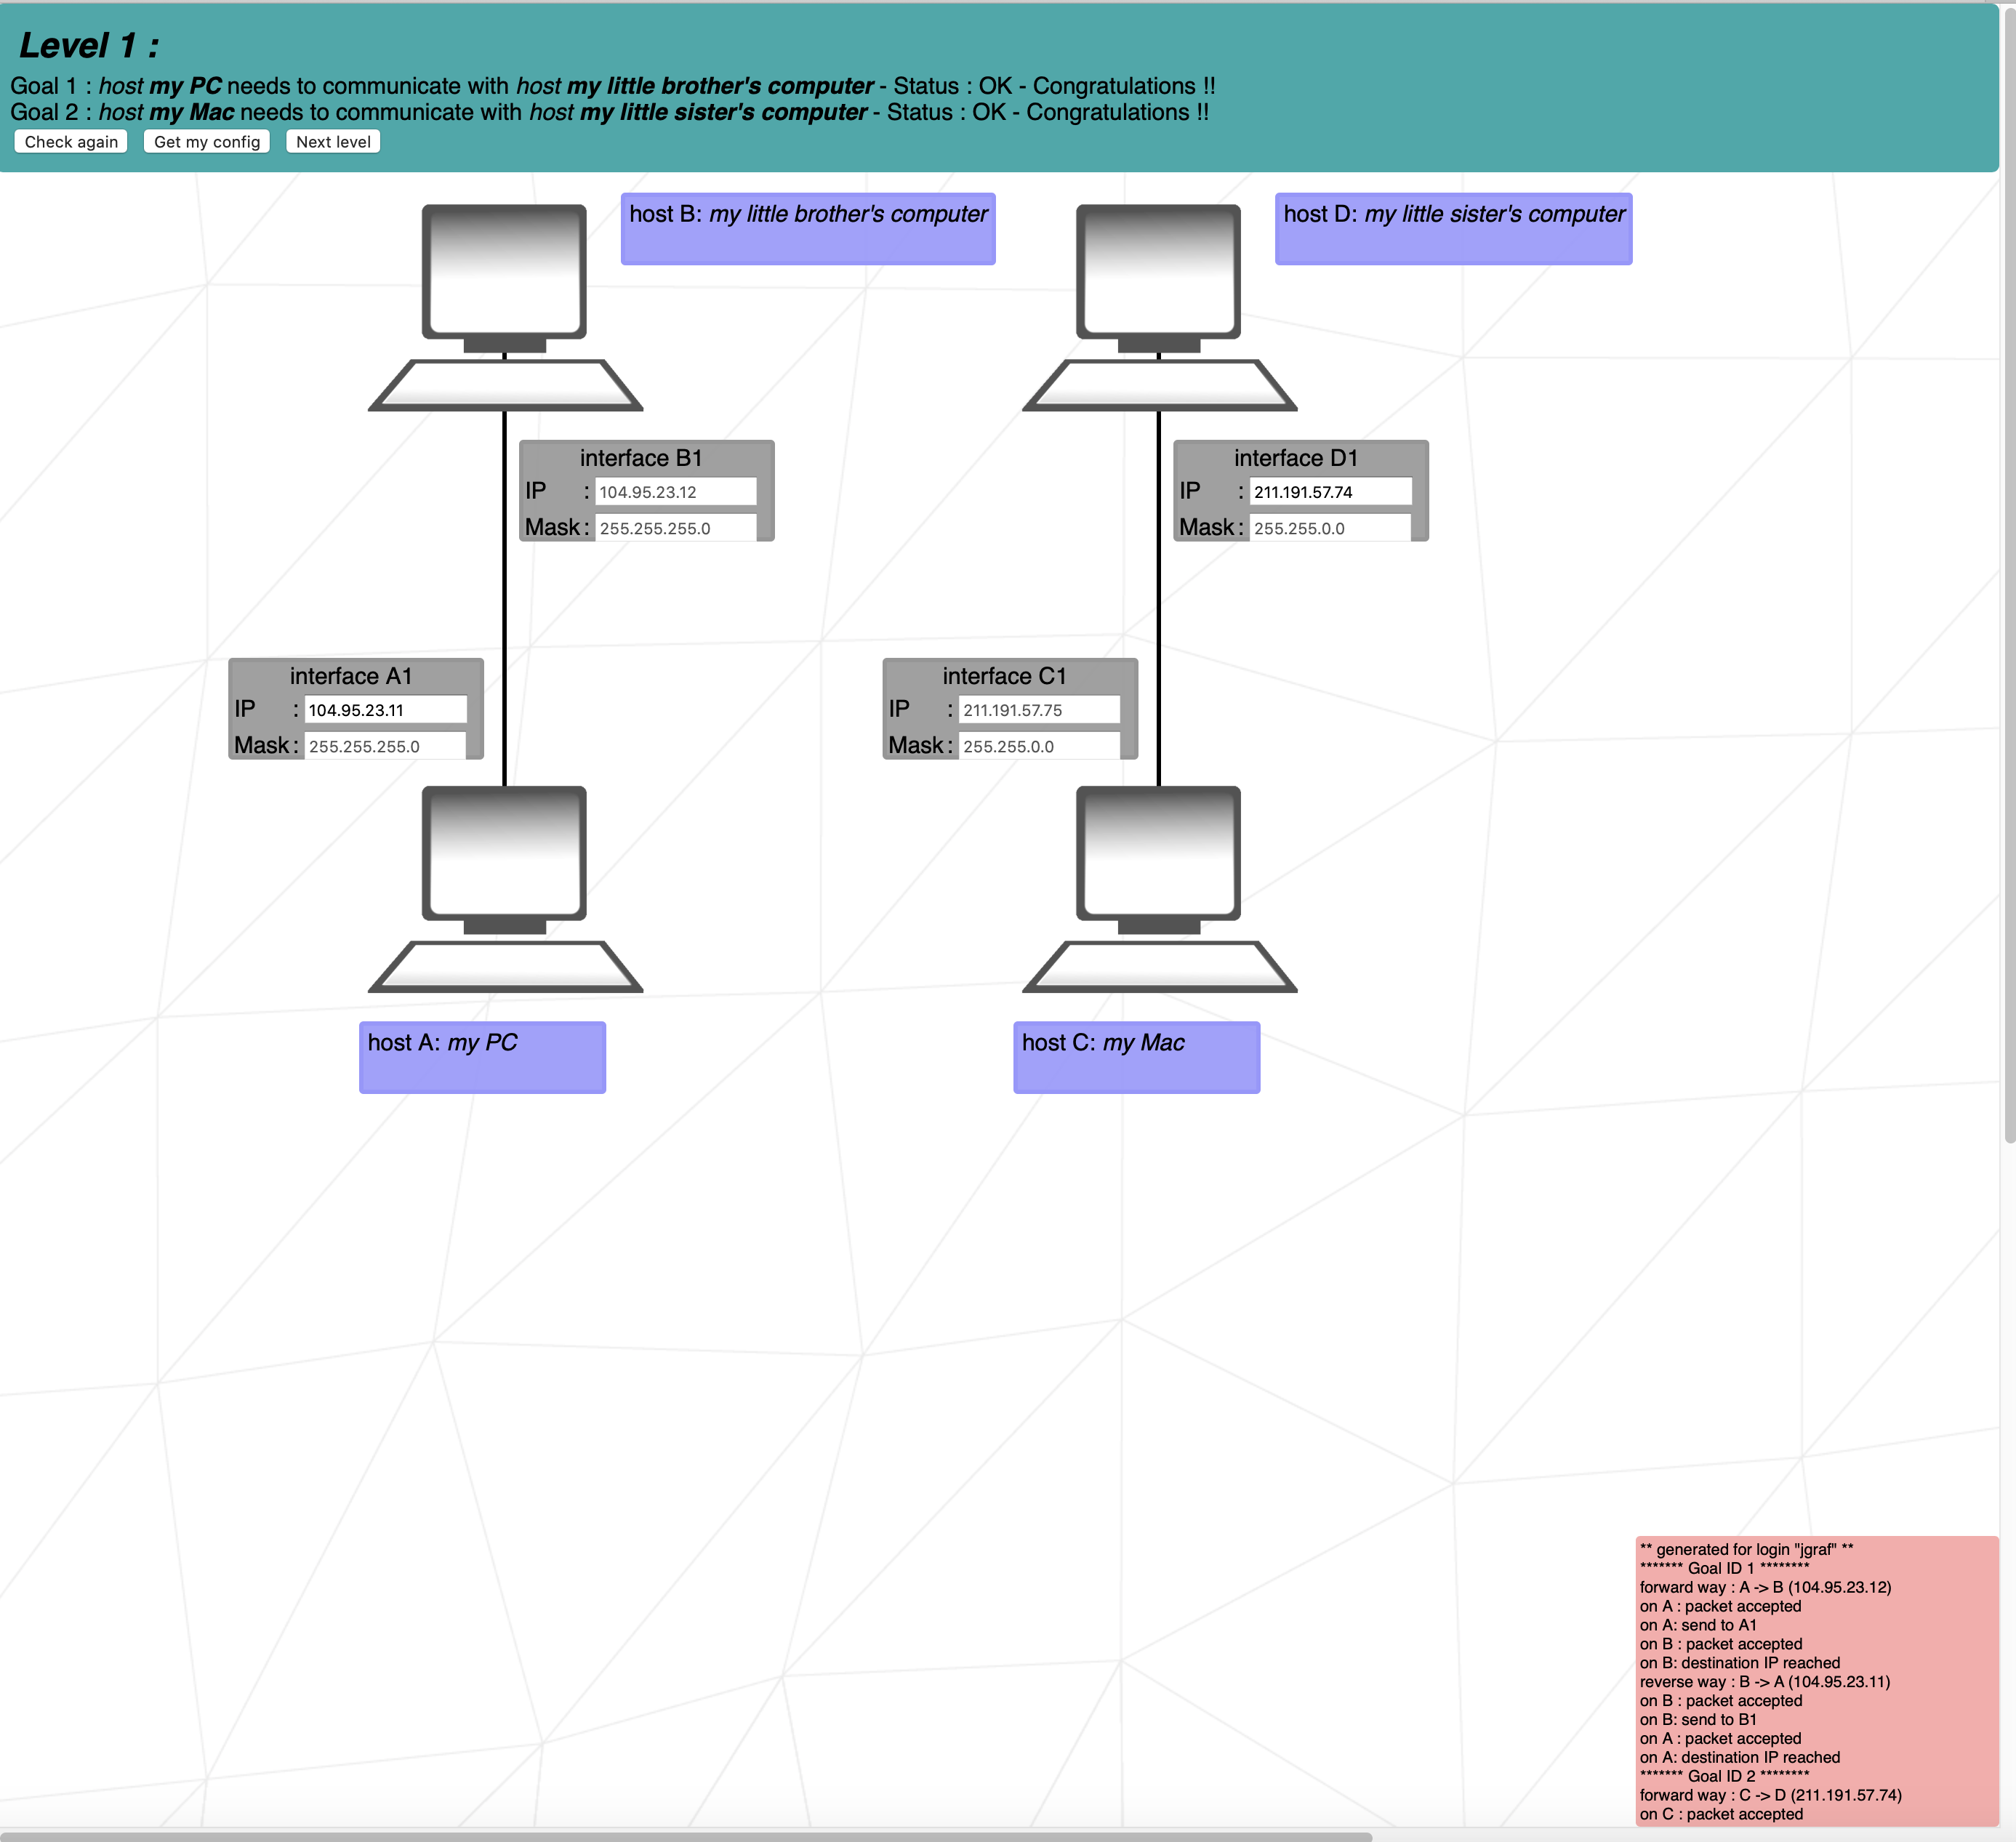 Level 1 :
Goal 1 : host my PC needs to communicate with host my little brother's computer - Status : OK - Congratulations !!
Goal 2 : host my Mac needs to communicate with host my little sister's computer - Status : OK - Congratulations !!
Check again Get my config Next level
host B: my little brother's computer
host D: my little sister's computer
interface B1
IP : 104.95.23.12
Mask : 255.255.255.0
interface D1
IP : 211.191.57.74
Mask : 255.255.0.0
interface A1
IP : 104.95.23.11
Mask : 255.255.255.0
interface C1
IP : 211.191.57.75
Mask : 255.255.0.0
host A: my PC
host C: my Mac
** generated for login "jgraf" **
******* Goal ID 1 ********
forward way : A -> B (104.95.23.12)
on A : packet accepted
on A: send to A1
on B : packet accepted
on B: destination IP reached
reverse way : B -> A (104.95.23.11)
on B : packet accepted
on B: send to B1
on A : packet accepted
on A: destination IP reached
******* Goal ID 2 ********
forward way : C -> D (211.191.57.74)
on C : packet accepted